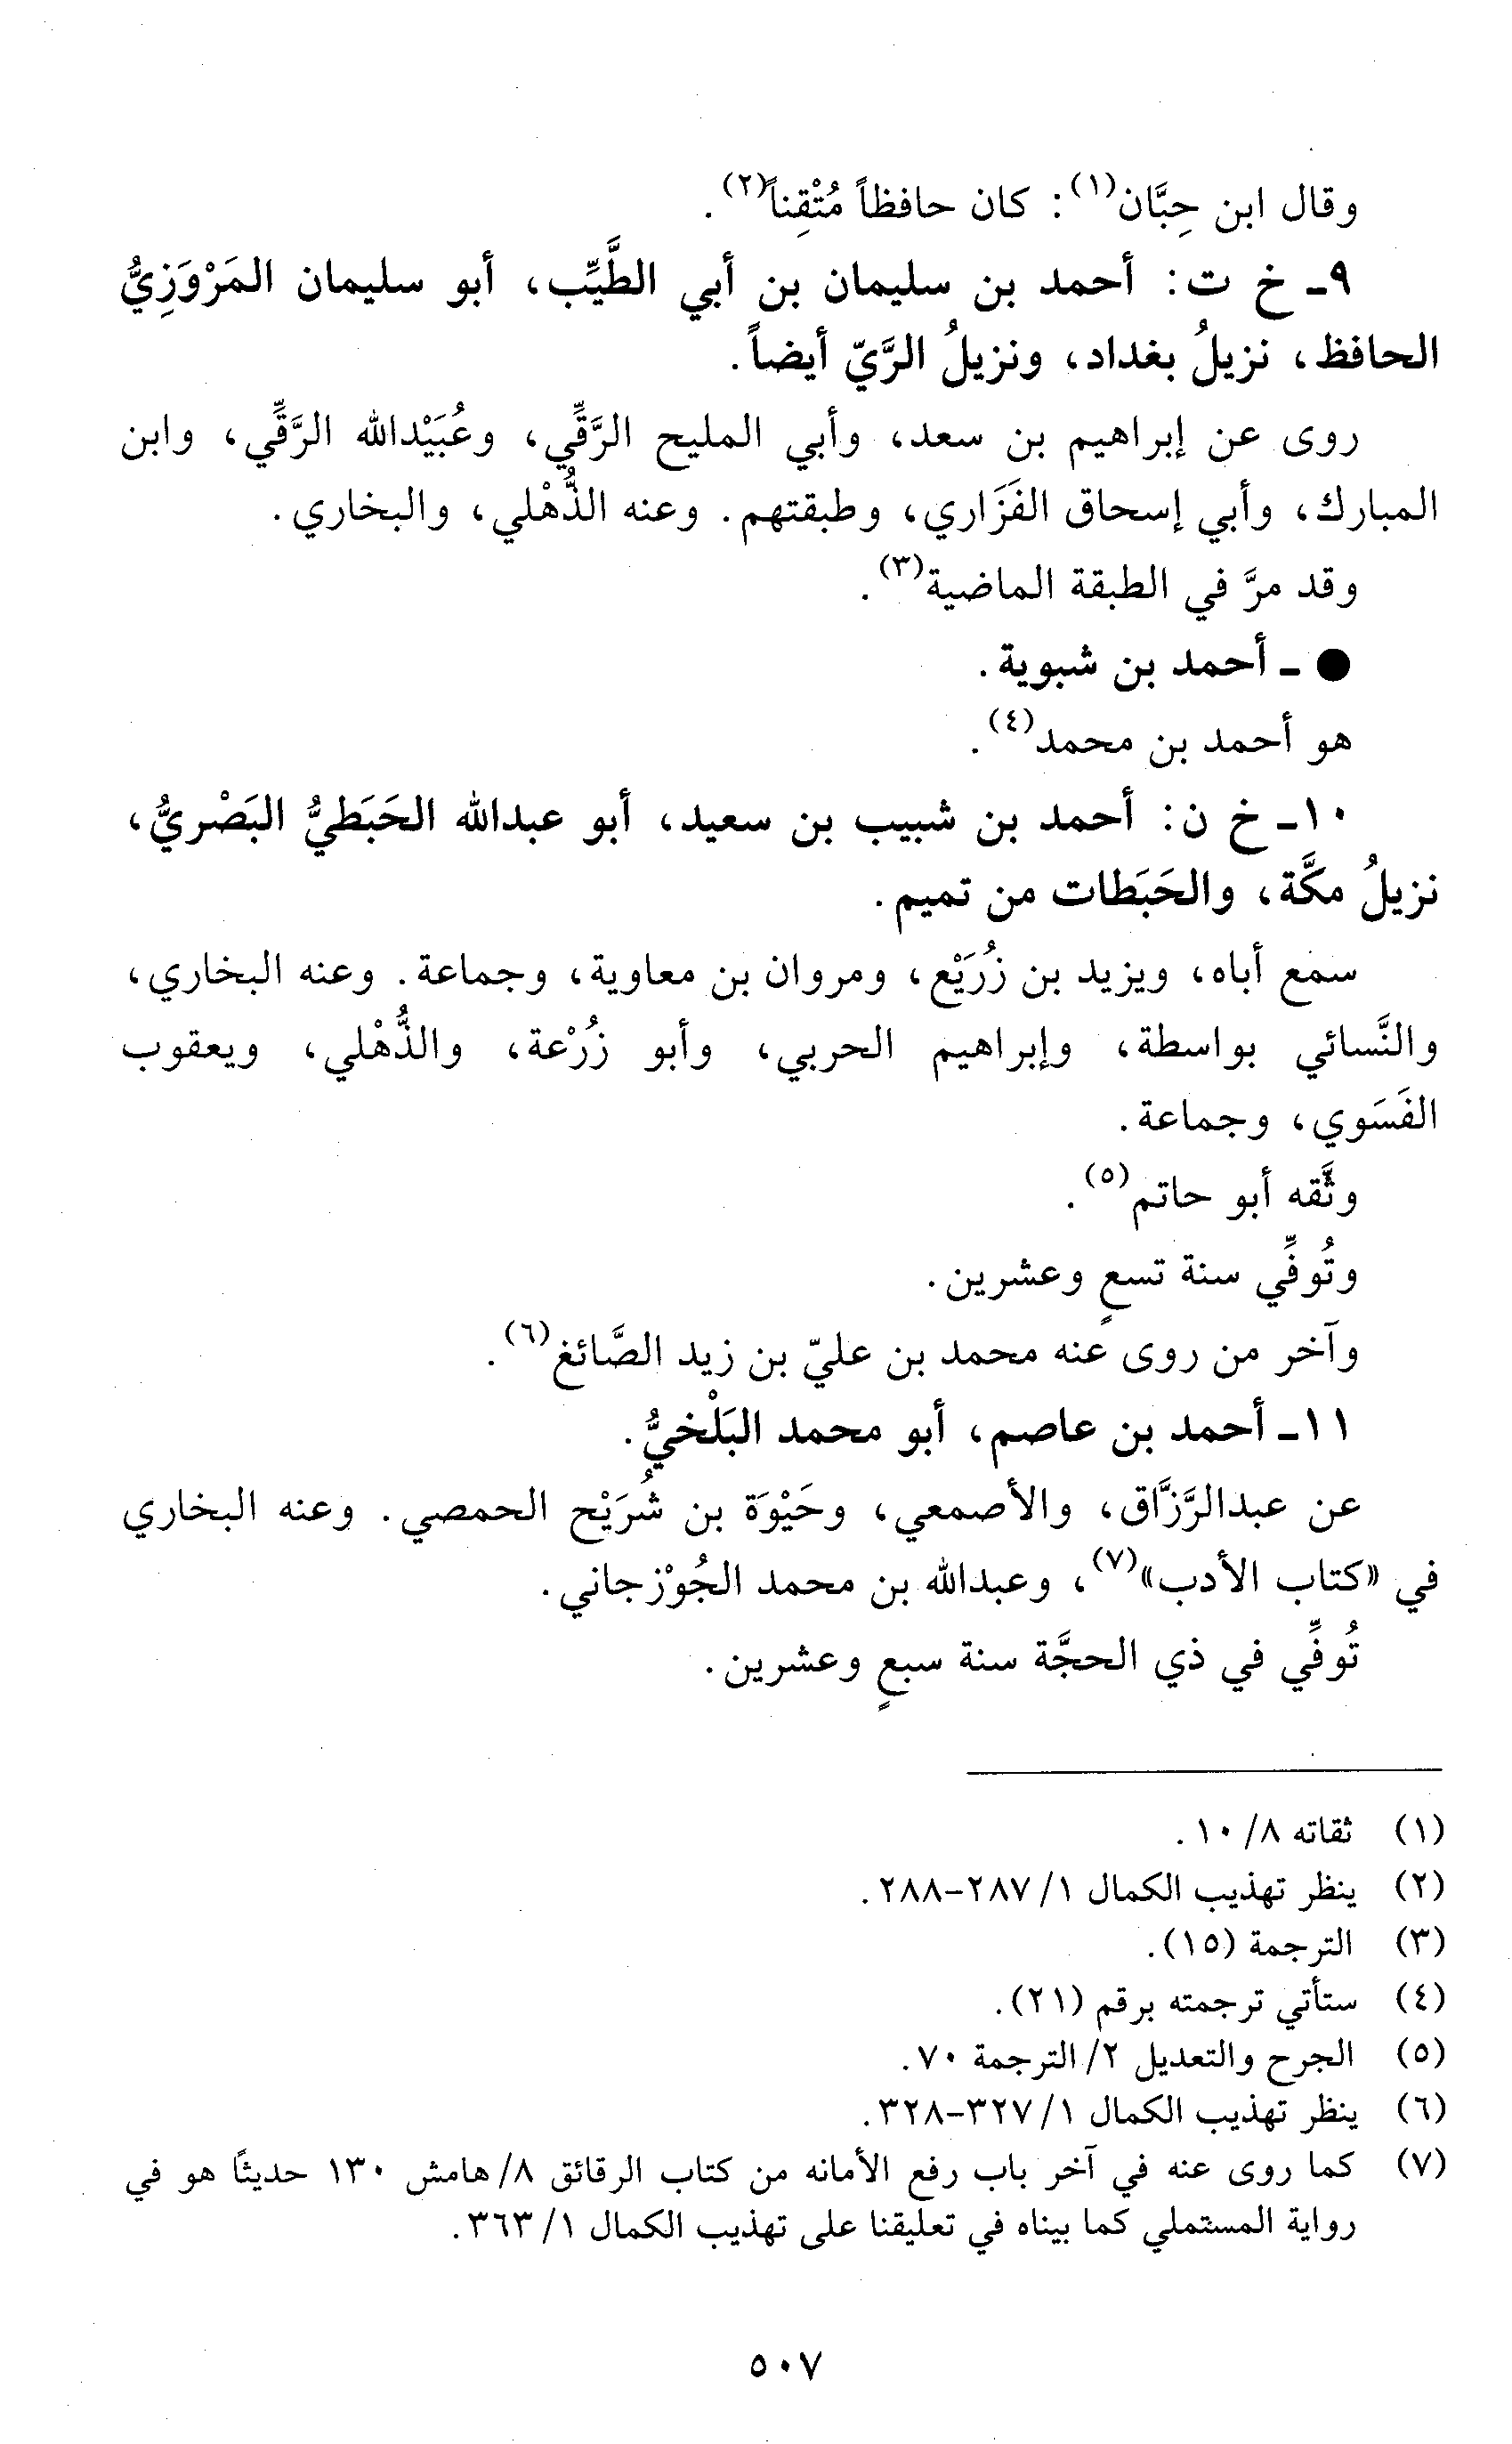 وقال ابن حِبَّان(١): كان حافظاً مُتْقِناً(٢).
٩- خ ت: أحمد بن سليمان بن أبي الطَّيِّب، أبو سليمان المَرْوَزِيُّ
الحافظ، نزيلُ بغداد، ونزيلُ الرَّيّ أيضاً.
روى عن إبراهيم بن سعد، وأبي المليح الرَّقِّي، وعُبَيْدالله الرَّقِّي، وابن
المبارك، وأبي إسحاق الفَزَاري، وطبقتهم. وعنه الذُّهْلي، والبخاري.
وقد مرَّ في الطبقة الماضية(٣).
● - أحمد بن شبوية.
هو أحمد بن محمد(٤).
١٠- خ ن: أحمد بن شبيب بن سعيد، أبو عبدالله الحَبَطيُّ البَصْريُّ،
نزيلُ مكَّة، والحَبَطات من تميم.
سمع أباه، ويزيد بن زُرَيْع، ومروان بن معاوية، وجماعة. وعنه البخاري،
والنَّسائي بواسطة، وإبراهيم الحربي، وأبو زُرْعة، والذُّهْلي، ويعقوب
الفَسَوي، وجماعة.
وثَّقه أبو حاتم(٥).
وتُوفِّي سنة تسعٍ وعشرين.
وآخر من روى عنه محمد بن عليّ بن زيد الصَّائغ(٦).
١١- أحمد بن عاصم، أبو محمد البَلْخيُّ.
عن عبدالرَّزَّاق، والأصمعي، وحَيْوَة بن شُرَيْح الحمصي. وعنه البخاري
في «كتاب الأدب»(٧)، وعبدالله بن محمد الجُوْزجاني.
تُوفِّي في ذي الحجَّة سنة سبعٍ وعشرين.
(١) ثقاته ٨/ ١٠.
(٢) ينظر تهذيب الكمال ١/ ٢٨٧-٢٨٨.
(٣) الترجمة (١٥).
(٤) ستأتي ترجمته برقم (٢١).
(٥) الجرح والتعديل ٢/ الترجمة ٧٠.
(٦) ينظر تهذيب الكمال ١/ ٣٢٧-٣٢٨.
(٧) كما روى عنه في آخر باب رفع الأمانه من كتاب الرقائق ٨/ هامش ١٣٠ حديثاً هو في
رواية المستملي كما بيناه في تعليقنا على تهذيب الكمال ١/ ٣٦٣.
٥٠٧